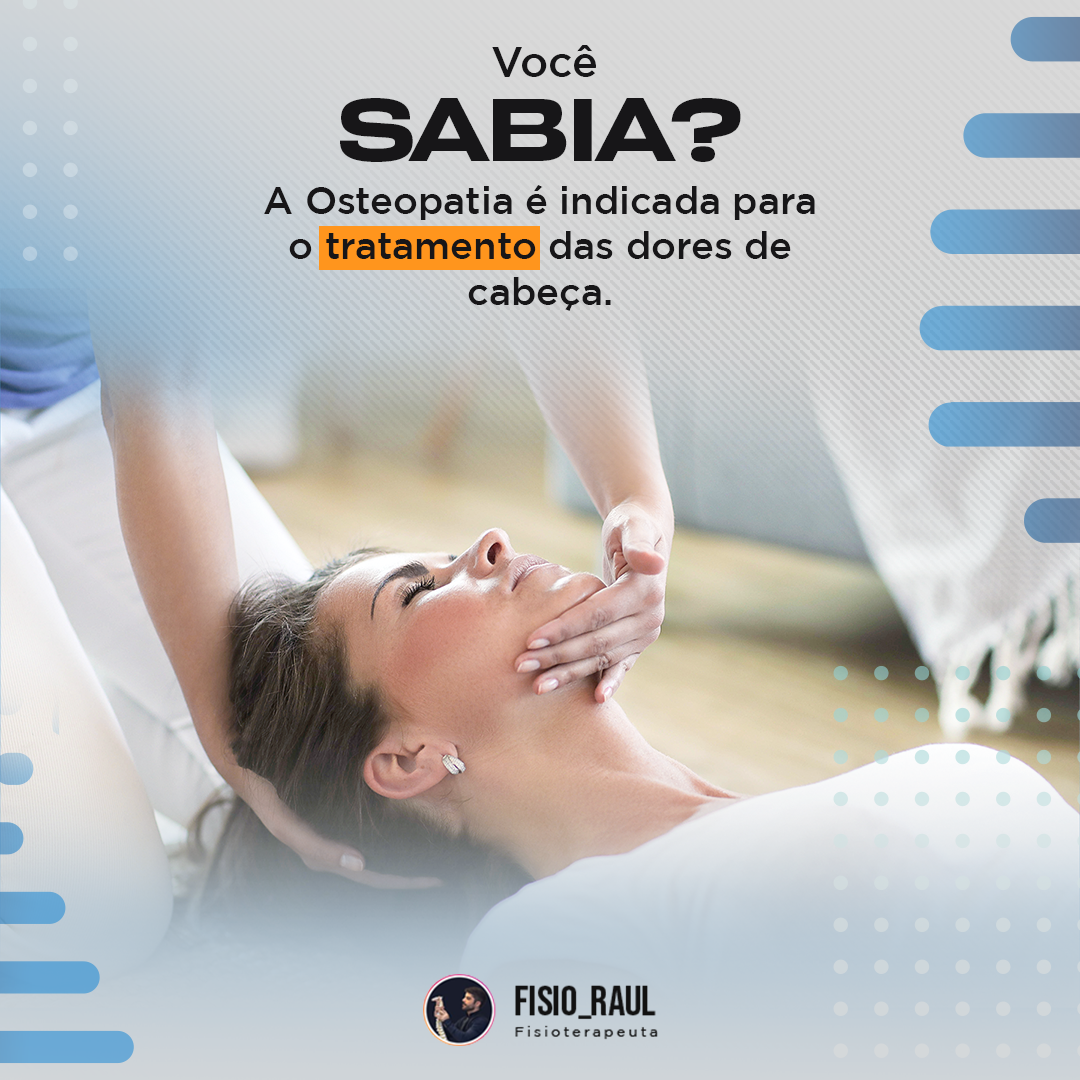 Você
SABIA?
A Osteopatia é indicada para
o tratamento das dores de
cabeça.
FISIO_RAUL
Fisioterapeuta